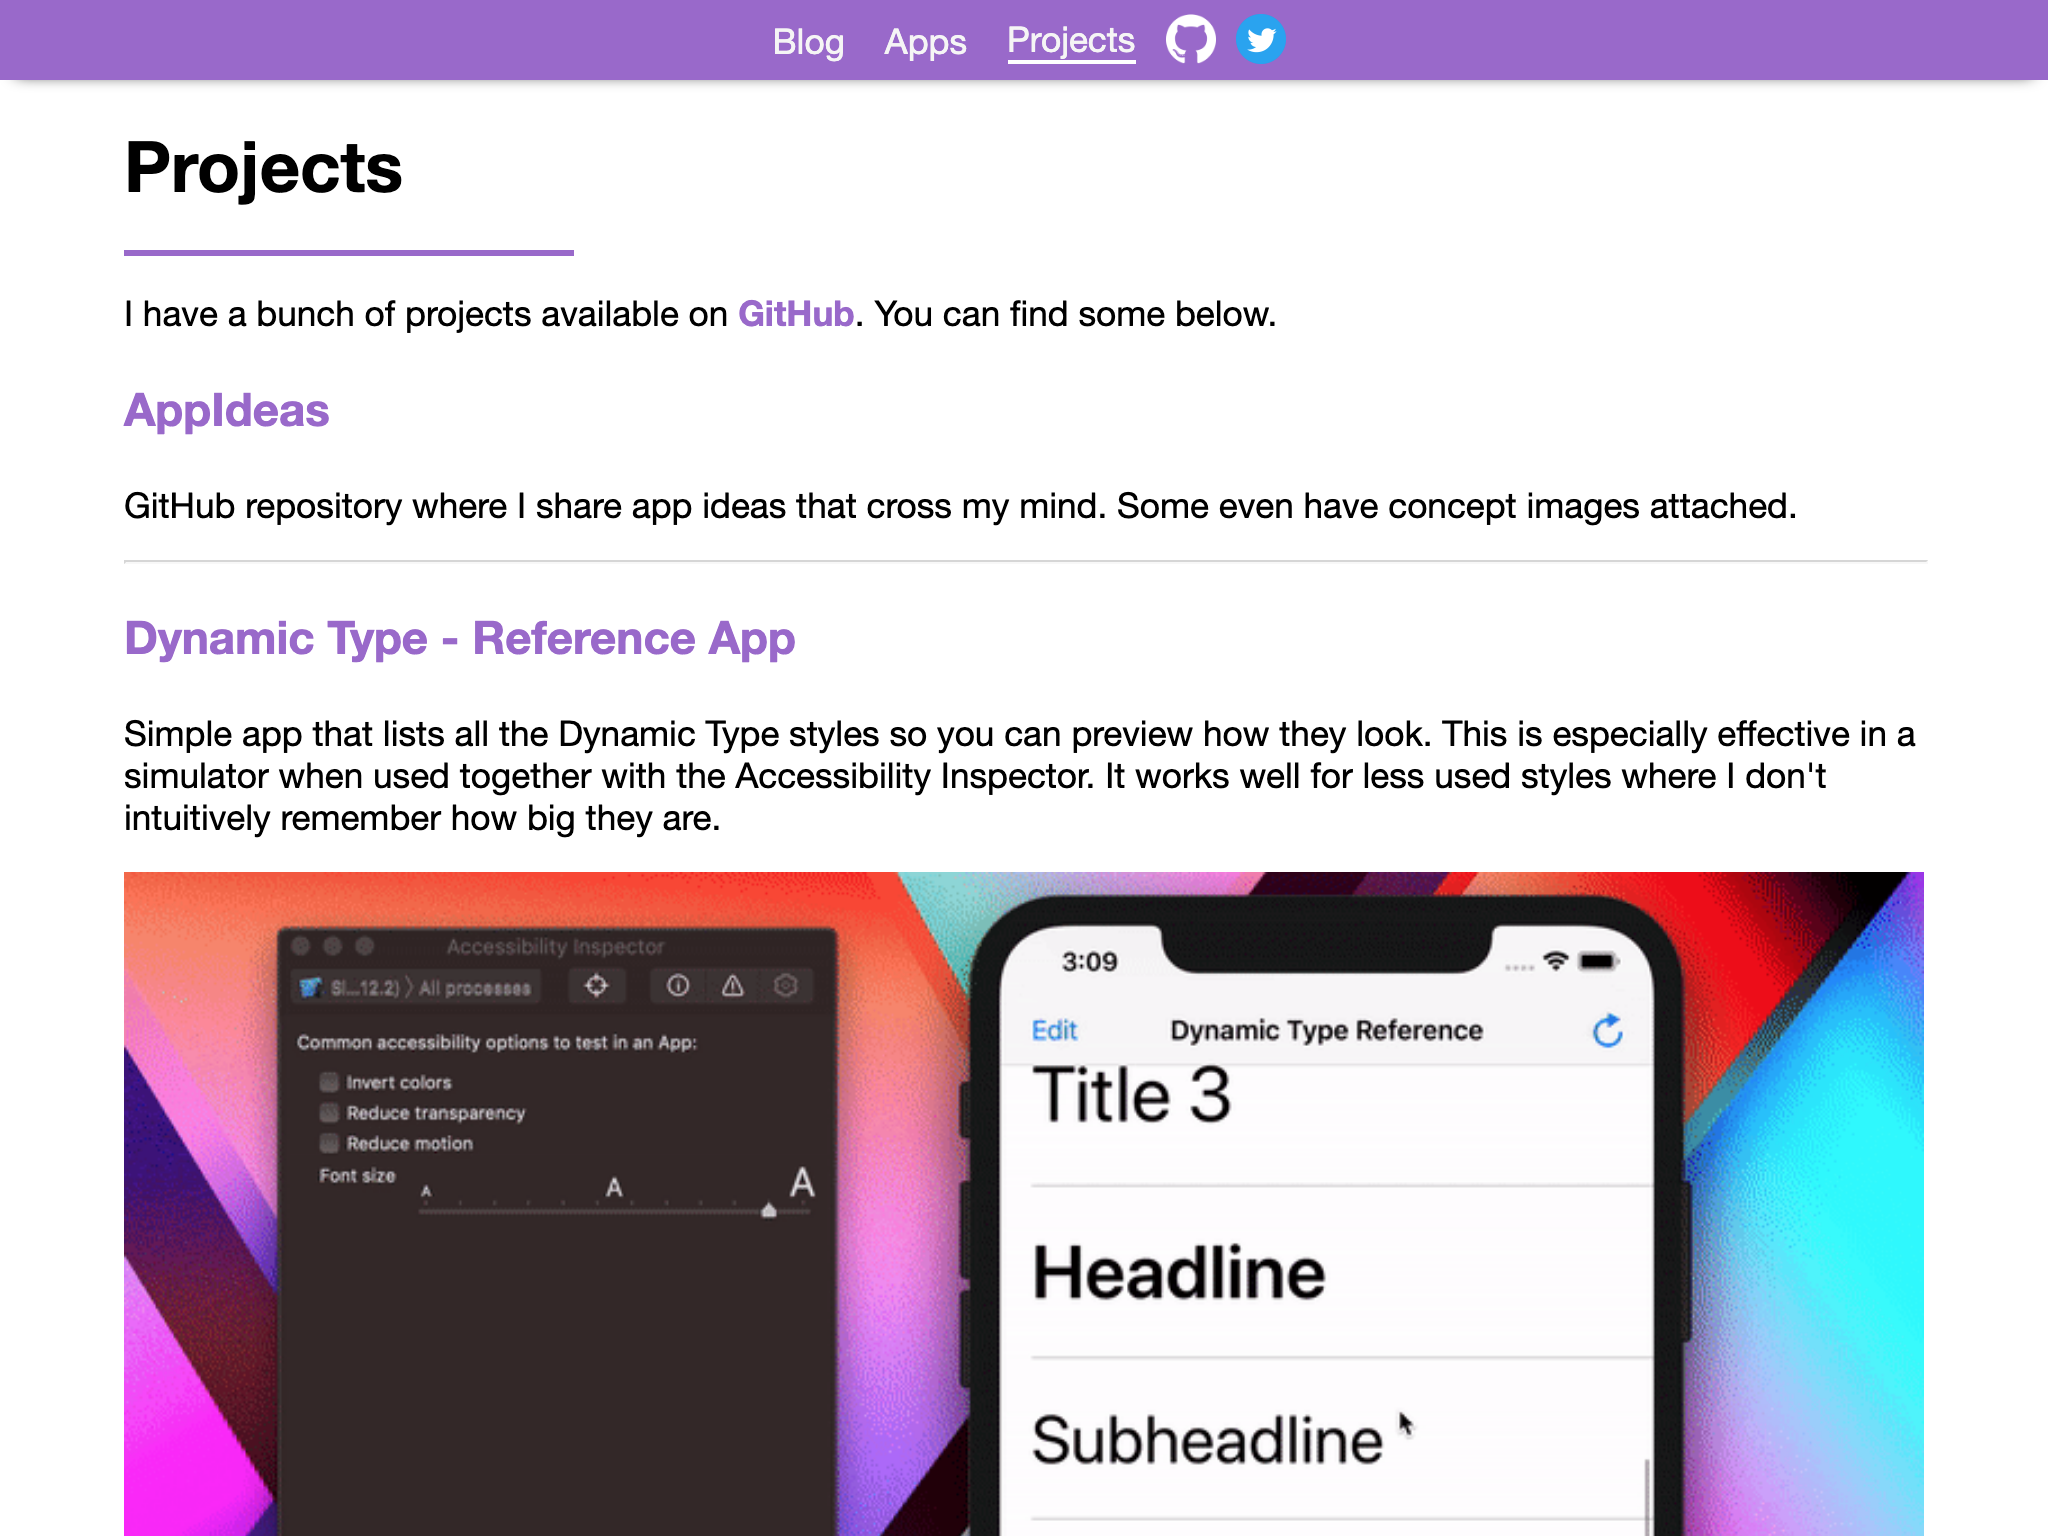 Blog Apps Projects
Projects
I have a bunch of projects available on GitHub. You can find some below.
AppIdeas
GitHub repository where I share app ideas that cross my mind. Some even have concept images attached.
Dynamic Type - Reference App
Simple app that lists all the Dynamic Type styles so you can preview how they look. This is especially effective in a
simulator when used together with the Accessibility Inspector. It works well for less used styles where I don't
intuitively remember how big they are.
Accessibility Inspector
Si...12.2) 〉 All processes
Common accessibility options to test in an App:
Invert colors
Reduce transparency
Reduce motion
Font size
A A A
3:09
Edit Dynamic Type Reference
Title 3
Headline
Subheadline